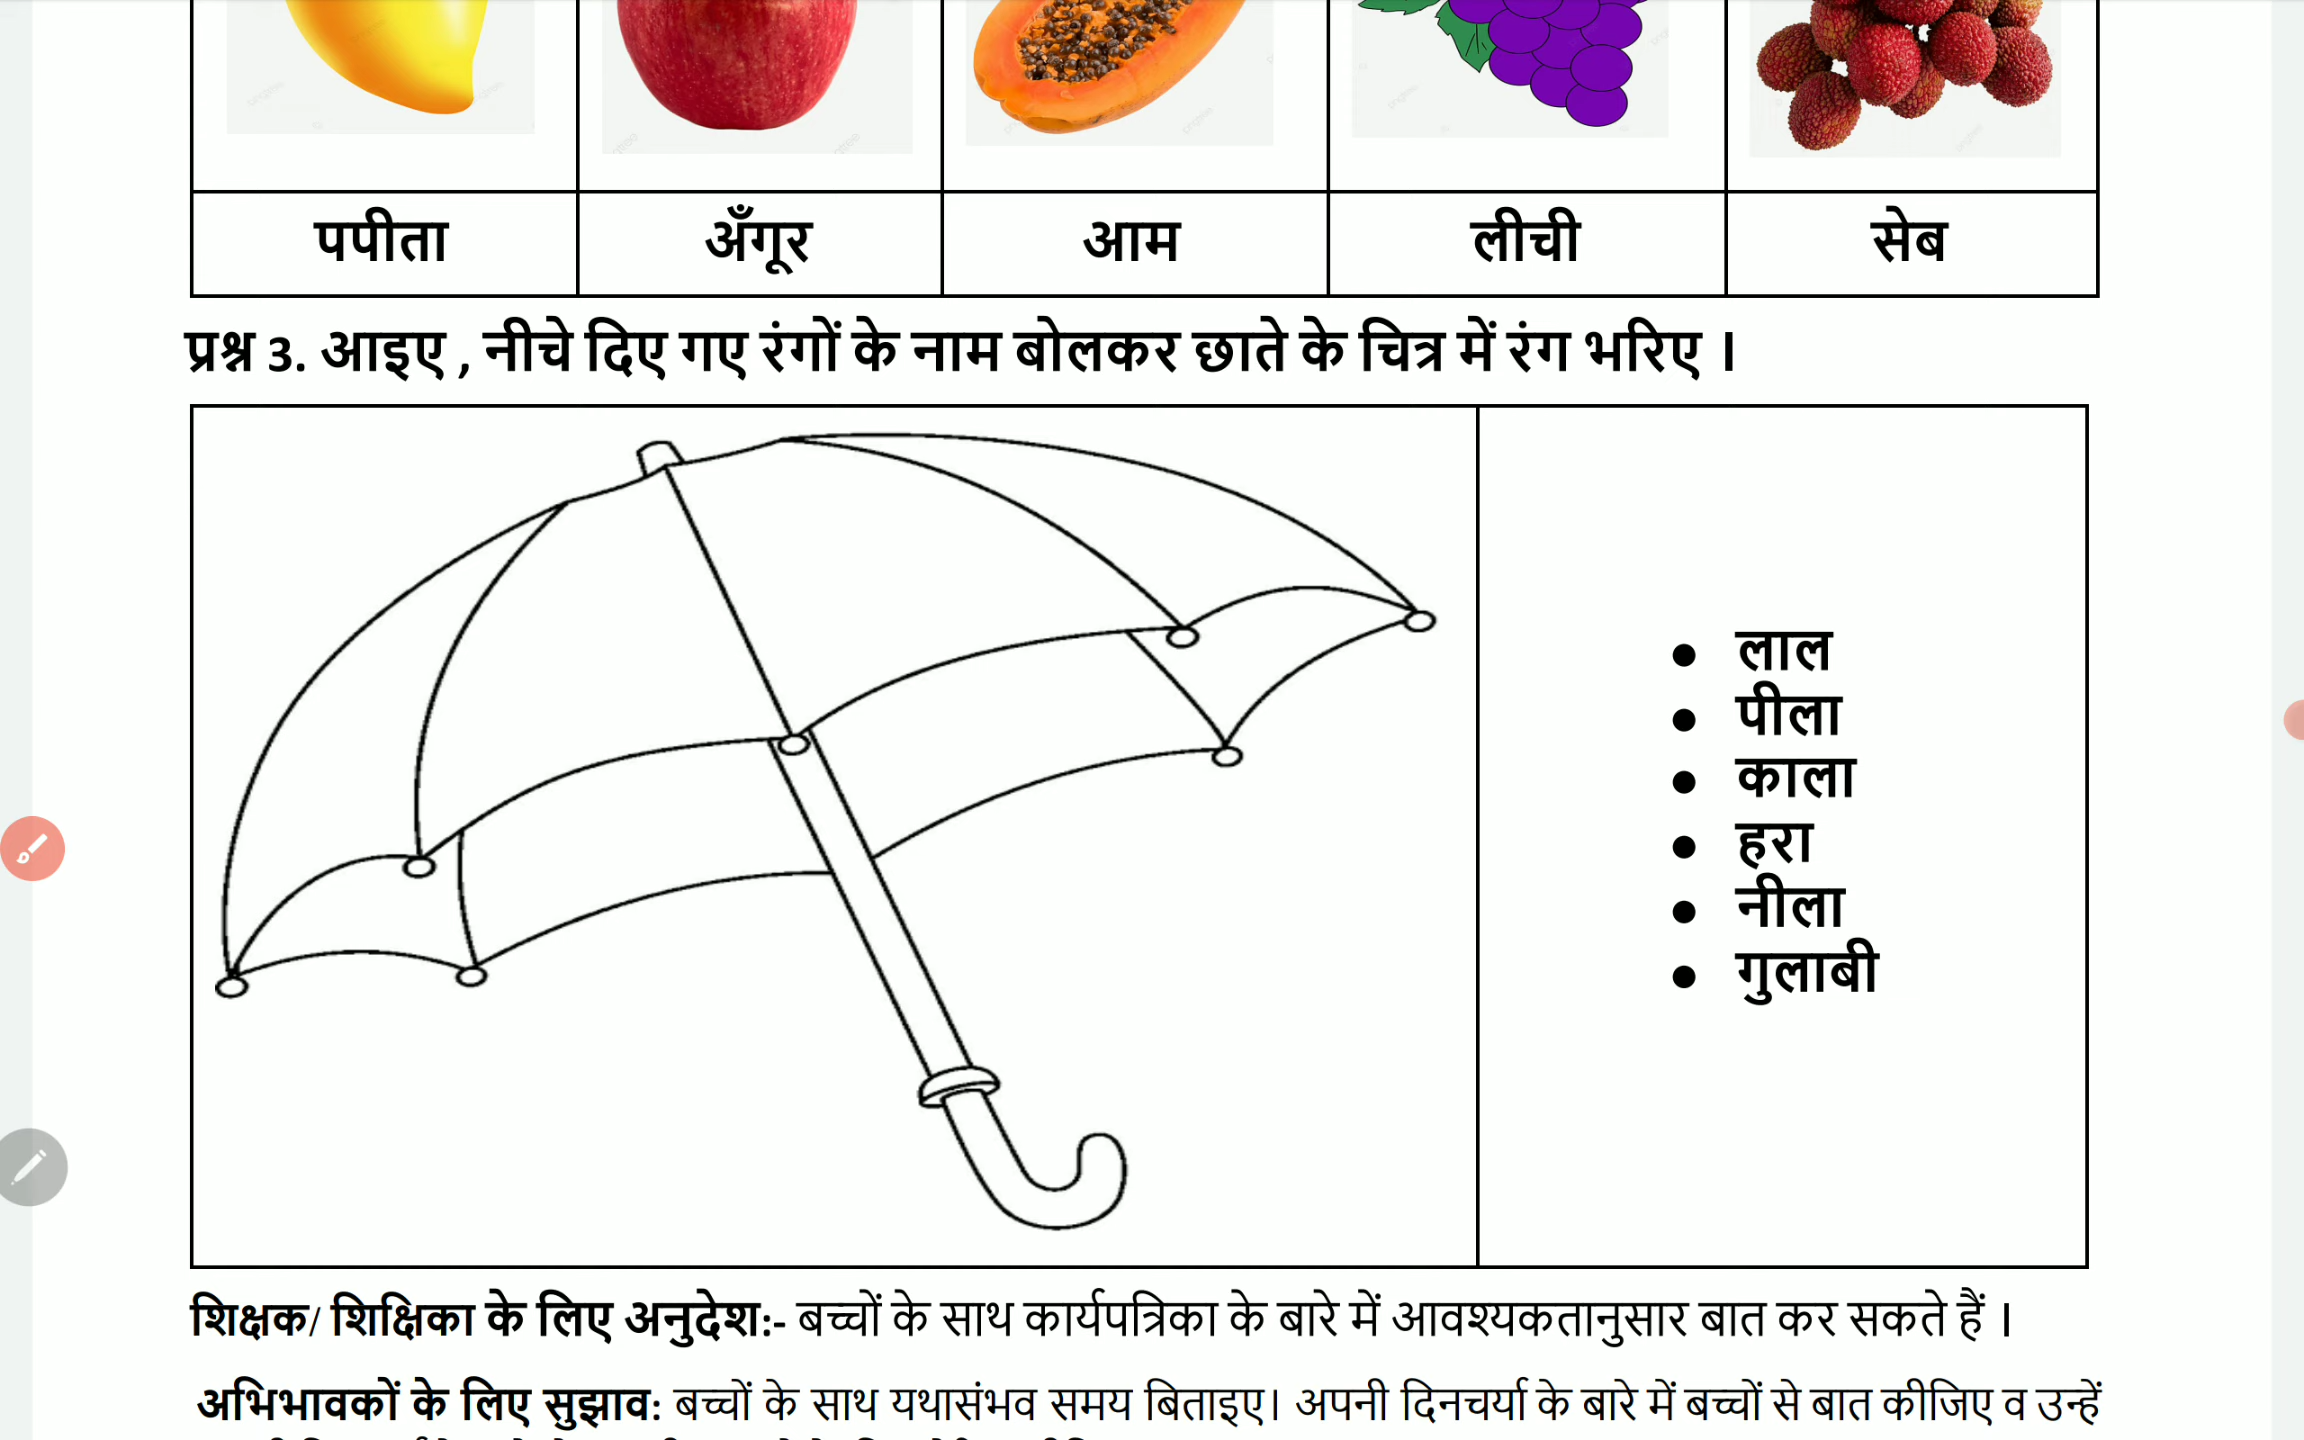 पपीता अँगूर आम लीची सेब
प्रश्न 3. आइए , नीचे दिए गए रंगों के नाम बोलकर छाते के चित्र में रंग भरिए ।
● लाल
● पीला
● काला
● हरा
● नीला
● गुलाबी
शिक्षक/ शिक्षिका के लिए अनुदेश:- बच्चों के साथ कार्यपत्रिका के बारे में आवश्यकतानुसार बात कर सकते हैं ।
अभिभावकों के लिए सुझाव: बच्चों के साथ यथासंभव समय बिताइए। अपनी दिनचर्या के बारे में बच्चों से बात कीजिए व उन्हें